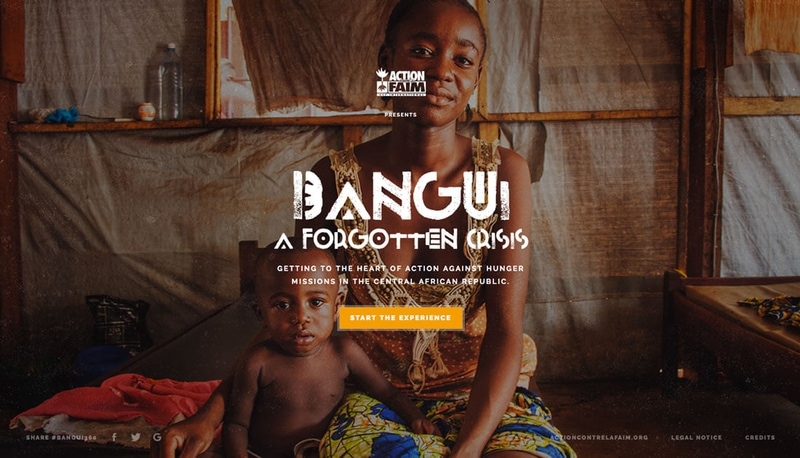 ACTION
FAIM
PRESENTS
BANGUI
A FORGOTTEN CRISIS
GETTING TO THE HEART OF ACTION AGAINST HUNGER
MISSIONS IN THE CENTRAL AFRICAN REPUBLIC.
START THE EXPERIENCE
SHARE #BANGUI360
ACTIONCONTRELAFAIM.ORG
LEGAL NOTICE
CREDITS